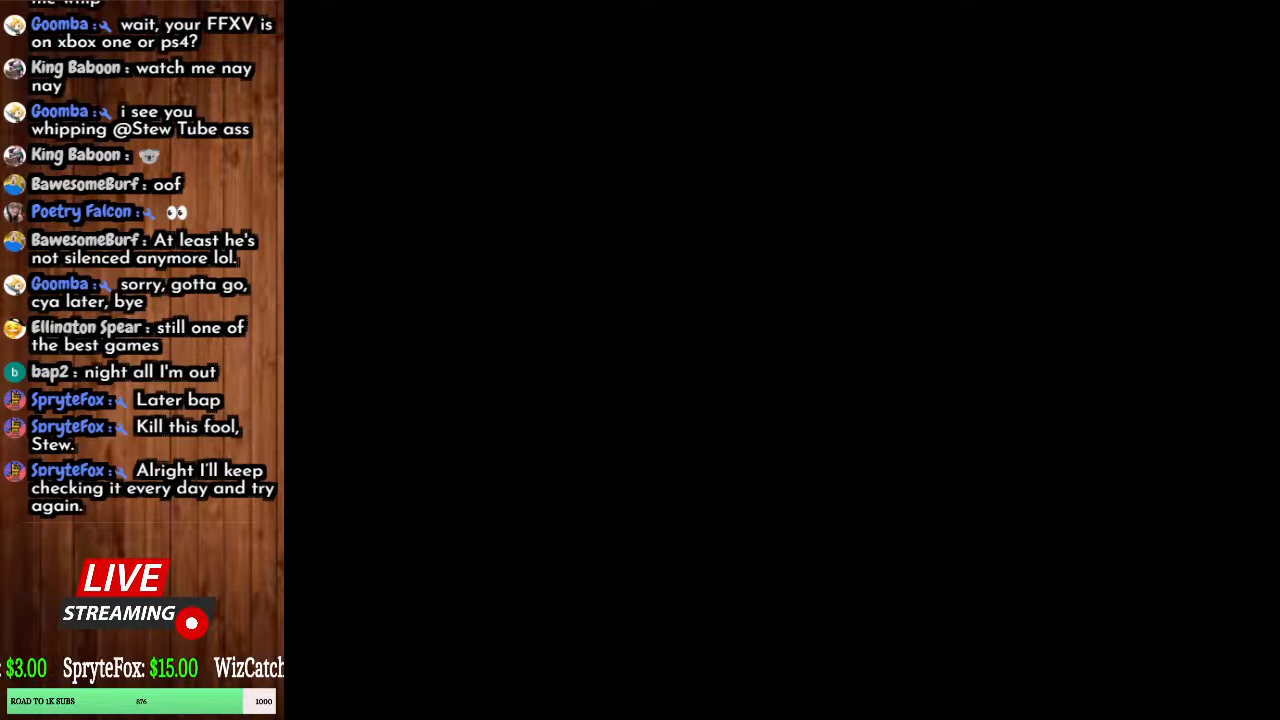 me whip
Goomba : wait, your FFXV is
on xbox one or ps4?
King Baboon : watch me nay
nay
Goomba : i see you
whipping @Stew Tube ass
King Baboon : 🐨
BawesomeBurf : oof
Poetry Falcon : 👀
BawesomeBurf : At least he's
not silenced anymore lol.
Goomba : sorry, gotta go,
cya later, bye
Ellington Spear : still one of
the best games
b bap2 : night all I'm out
SpryteFox : Later bap
SpryteFox : Kill this fool,
Stew.
SpryteFox : Alright I'll keep
checking it every day and try
again.
LIVE
STREAMING
: $3.00 SpryteFox: $15.00 WizCatch
ROAD TO 1K SUBS 876 1000